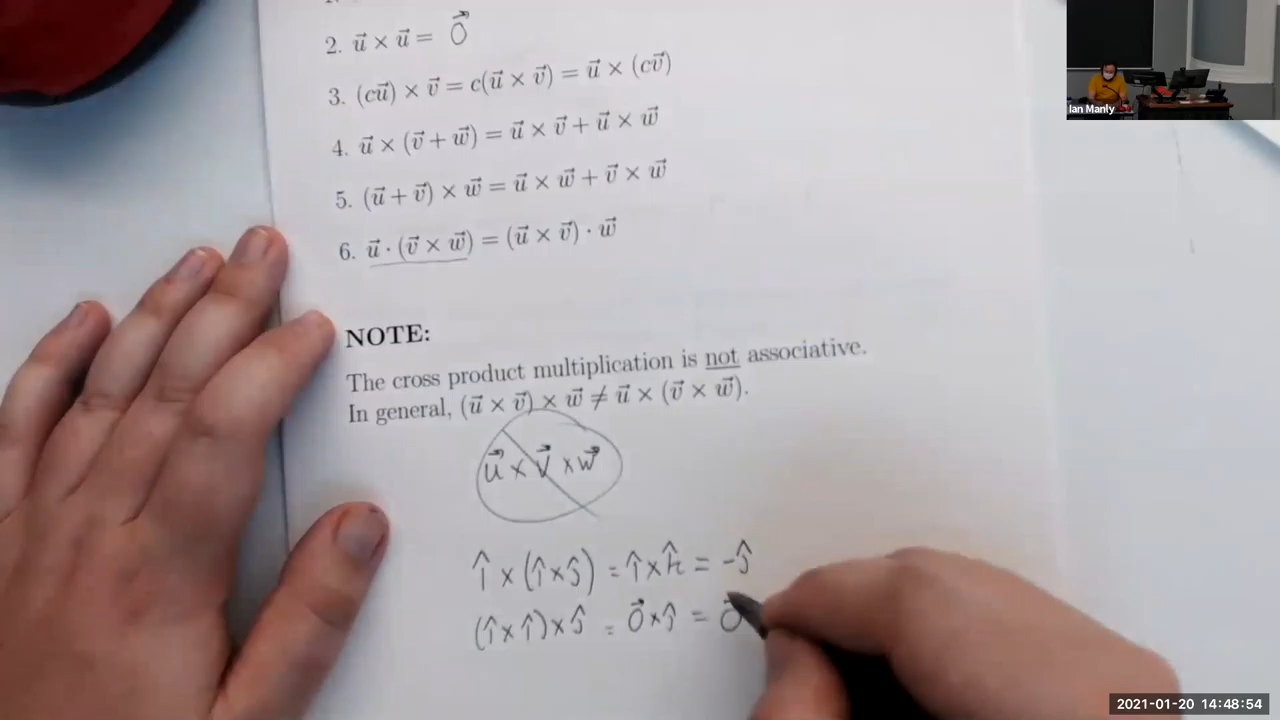 2. u⃗ × u⃗ = 0⃗
3. (cu⃗) × v⃗ = c(u⃗ × v⃗) = u⃗ × (cv⃗)
4. u⃗ × (v⃗ + w⃗) = u⃗ × v⃗ + u⃗ × w⃗
5. (u⃗ + v⃗) × w⃗ = u⃗ × w⃗ + v⃗ × w⃗
6. u⃗ · (v⃗ × w⃗) = (u⃗ × v⃗) · w⃗
NOTE:
The cross product multiplication is not associative.
In general, (u⃗ × v⃗) × w⃗ ≠ u⃗ × (v⃗ × w⃗).
u⃗ × v⃗ × w⃗
î × (î × ĵ) = î × k̂ = -ĵ
(î × î) × ĵ = 0⃗ × ĵ = 0⃗
Ian Manly
2021-01-20 14:48:54